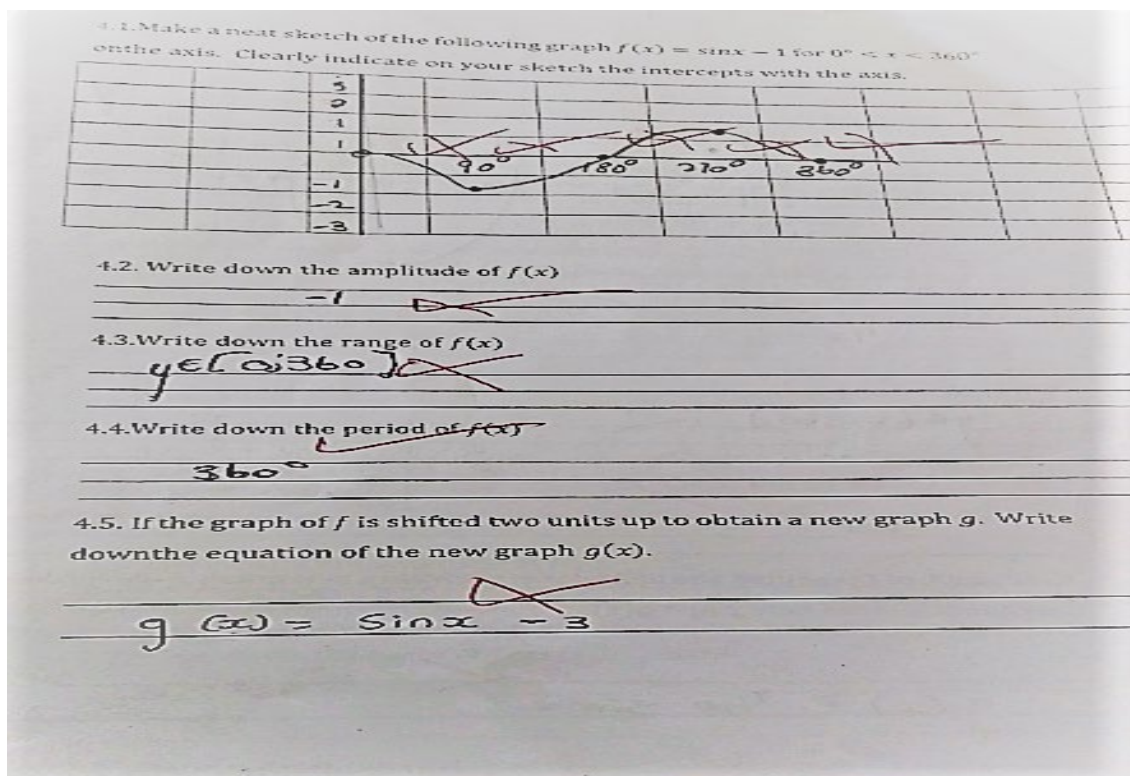 4.1.Make a neat sketch of the following graph f(x) = sinx − 1 for 0° < x < 360°
onthe axis. Clearly indicate on your sketch the intercepts with the axis.
3
2
1
1
90° 180° 270° 360°
-1
-2
-3
4.2. Write down the amplitude of f(x)
-1
4.3.Write down the range of f(x)
y∈[0;360]
4.4.Write down the period of f(x)
360°
4.5. If the graph of f is shifted two units up to obtain a new graph g. Write
downthe equation of the new graph g(x).
g (x) = Sinx - 3